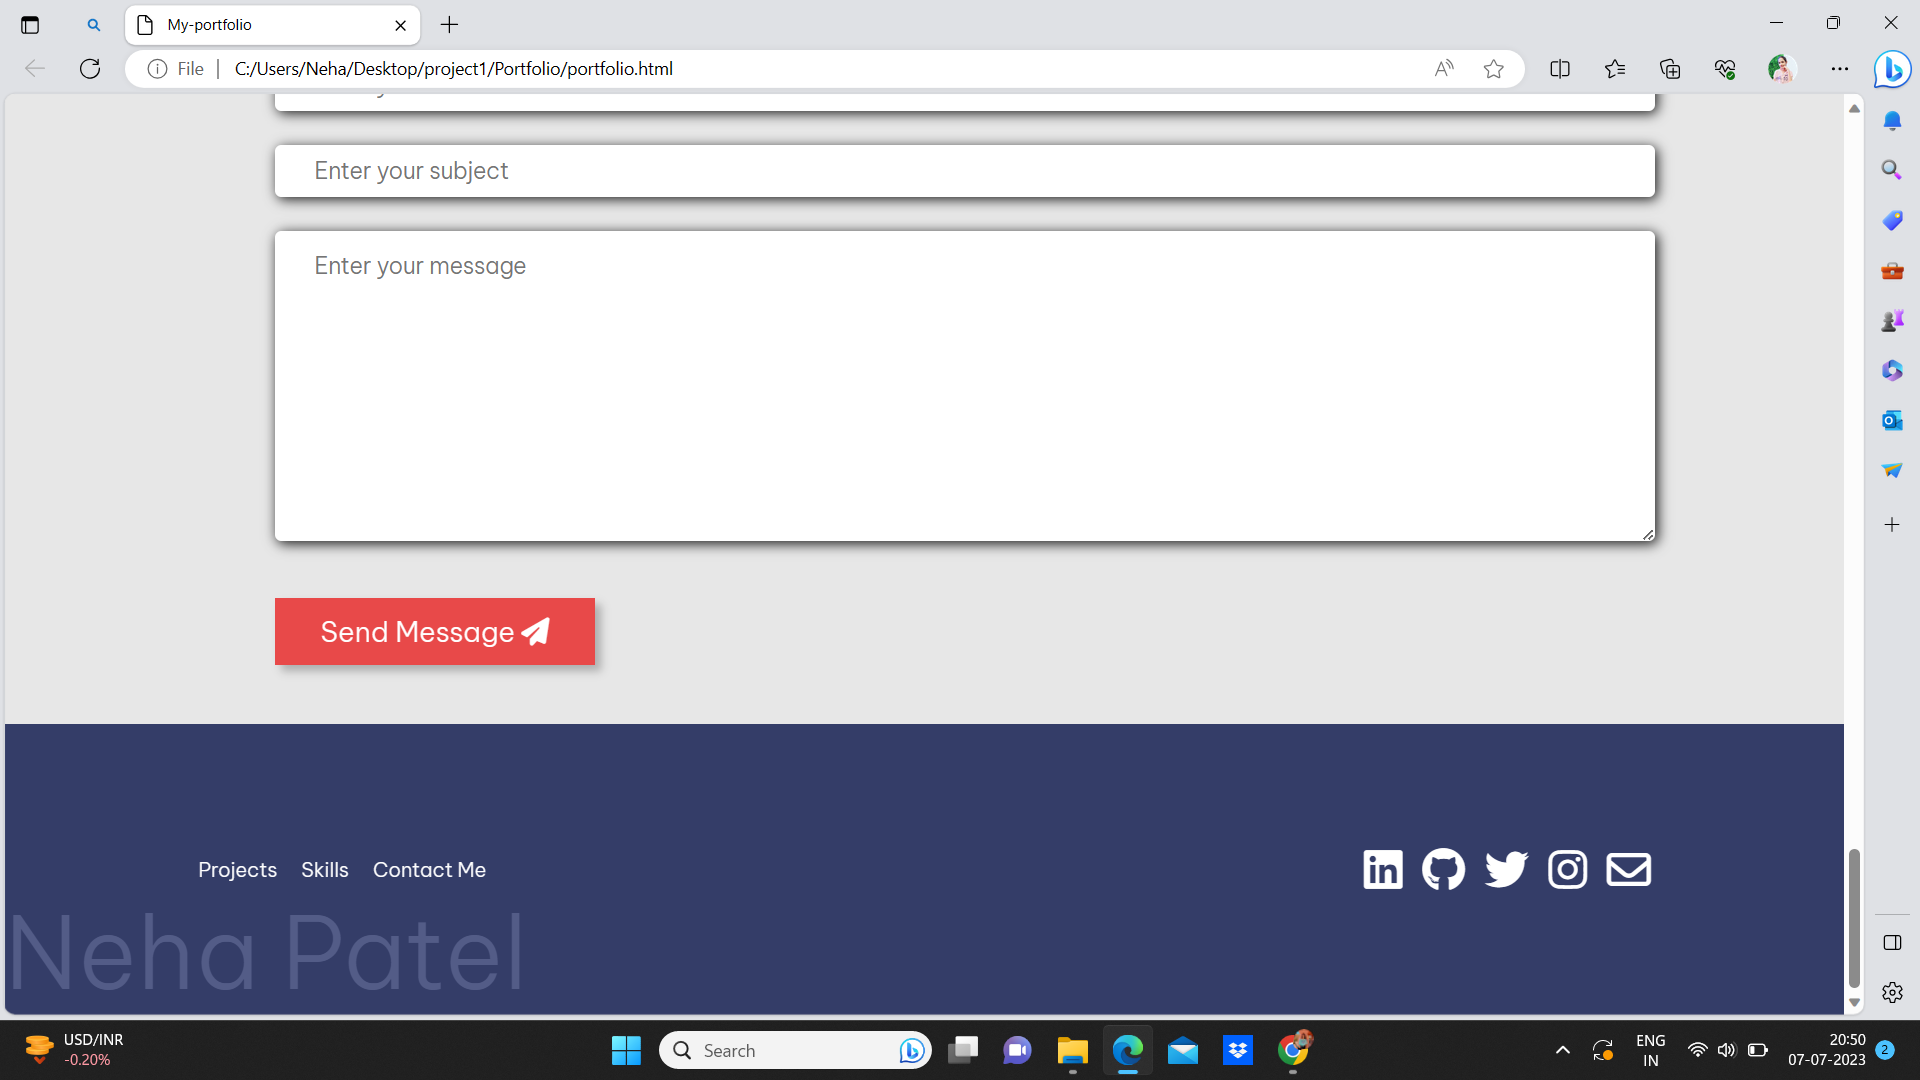 My-portfolio
File
C:/Users/Neha/Desktop/project1/Portfolio/portfolio.html
Enter your subject
Enter your message
Send Message
Projects Skills Contact Me
Neha Patel
USD/INR
-0.20%
Search
ENG
IN
20:50
07-07-2023
2